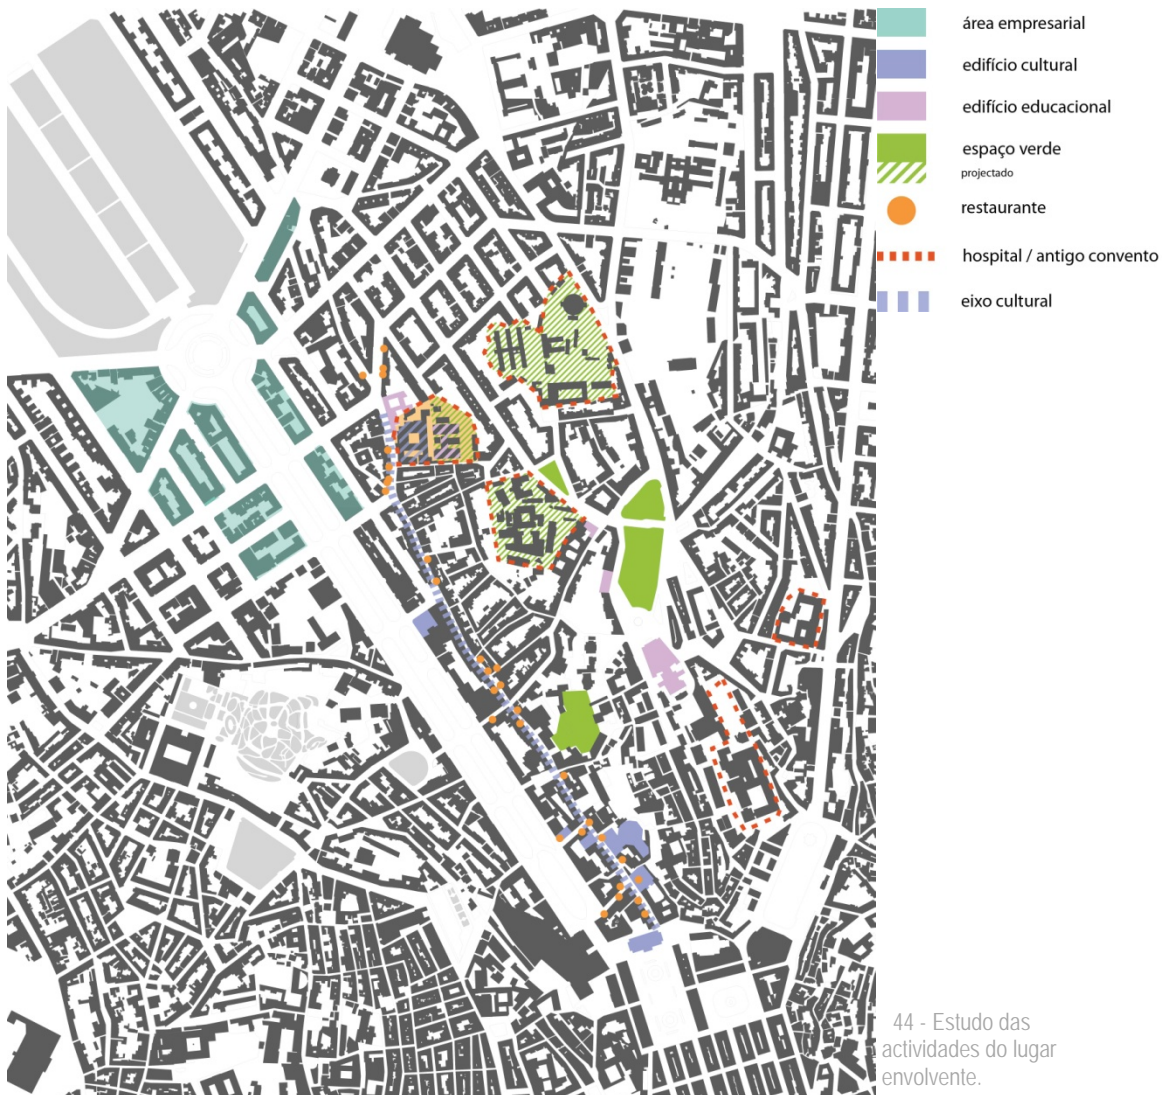 área empresarial
edifício cultural
edifício educacional
espaço verde
projectado
restaurante
hospital / antigo convento
eixo cultural
44 - Estudo das
actividades do lugar
envolvente.